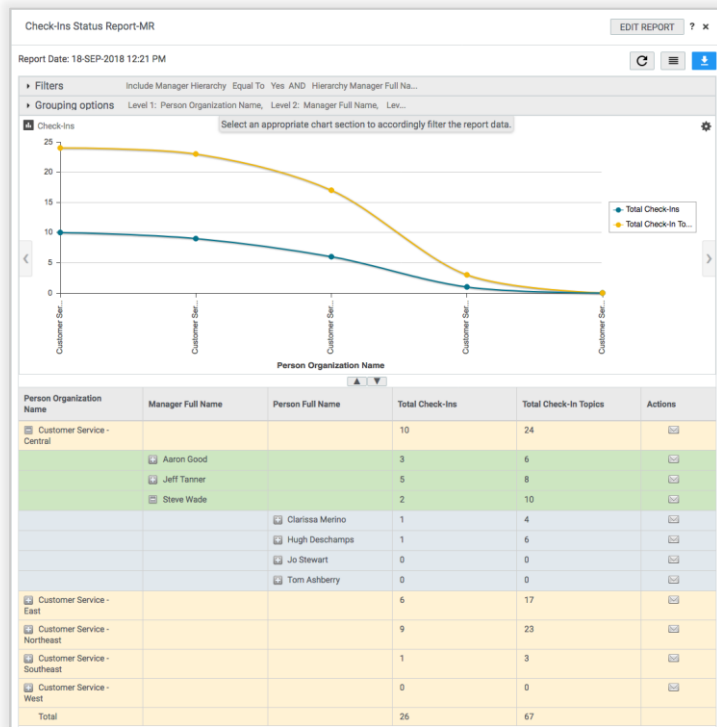 Check-Ins Status Report-MR
EDIT REPORT ? ×
Report Date: 18-SEP-2018 12:21 PM
Filters Include Manager Hierarchy Equal To Yes AND Hierarchy Manager Full Na...
Grouping options Level 1: Person Organization Name, Level 2: Manager Full Name, Lev...
Check-Ins
Select an appropriate chart section to accordingly filter the report data.
25
20
15
10
5
0
Total Check-Ins
Total Check-In To...
Customer Ser...
Customer Ser...
Customer Ser...
Customer Ser...
Customer Ser...
Person Organization Name
Person Organization Name Manager Full Name Person Full Name Total Check-Ins Total Check-In Topics Actions
Customer Service - Central 10 24
Aaron Good 3 6
Jeff Tanner 5 8
Steve Wade 2 10
Clarissa Merino 1 4
Hugh Deschamps 1 6
Jo Stewart 0 0
Tom Ashberry 0 0
Customer Service - East 6 17
Customer Service - Northeast 9 23
Customer Service - Southeast 1 3
Customer Service - West 0 0
Total 26 67